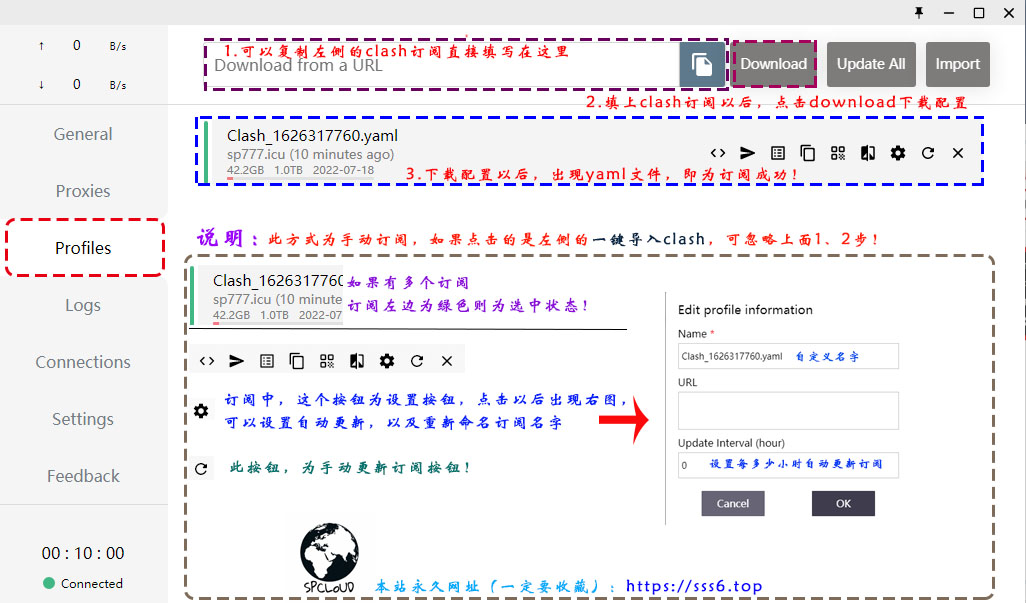 ↑ 0 B/s
↓ 0 B/s
General
Proxies
Profiles
Logs
Connections
Settings
Feedback
00 : 10 : 00
Connected
1.可以复制左侧的clash订阅直接填写在这里
Download from a URL
Download
Update All
Import
2.填上clash订阅以后，点击download下载配置
Clash_1626317760.yaml
sp777.icu (10 minutes ago)
42.2GB 1.0TB 2022-07-18
3.下载配置以后，出现yaml文件，即为订阅成功！
说明：此方式为手动订阅，如果点击的是左侧的一键导入clash，可忽略上面1、2步！
Clash_1626317760
sp777.icu (10 minute
42.2GB 1.0TB 2022-07
如果有多个订阅
订阅左边为绿色则为选中状态！
订阅中，这个按钮为设置按钮，点击以后出现右图，
可以设置自动更新，以及重新命名订阅名字
此按钮，为手动更新订阅按钮！
Edit profile information
Name *
Clash_1626317760.yaml 自定义名字
URL
Update Interval (hour)
0 设置每多少小时自动更新订阅
Cancel
OK
SPCLOUD
本站永久网址（一定要收藏）：https://sss6.top